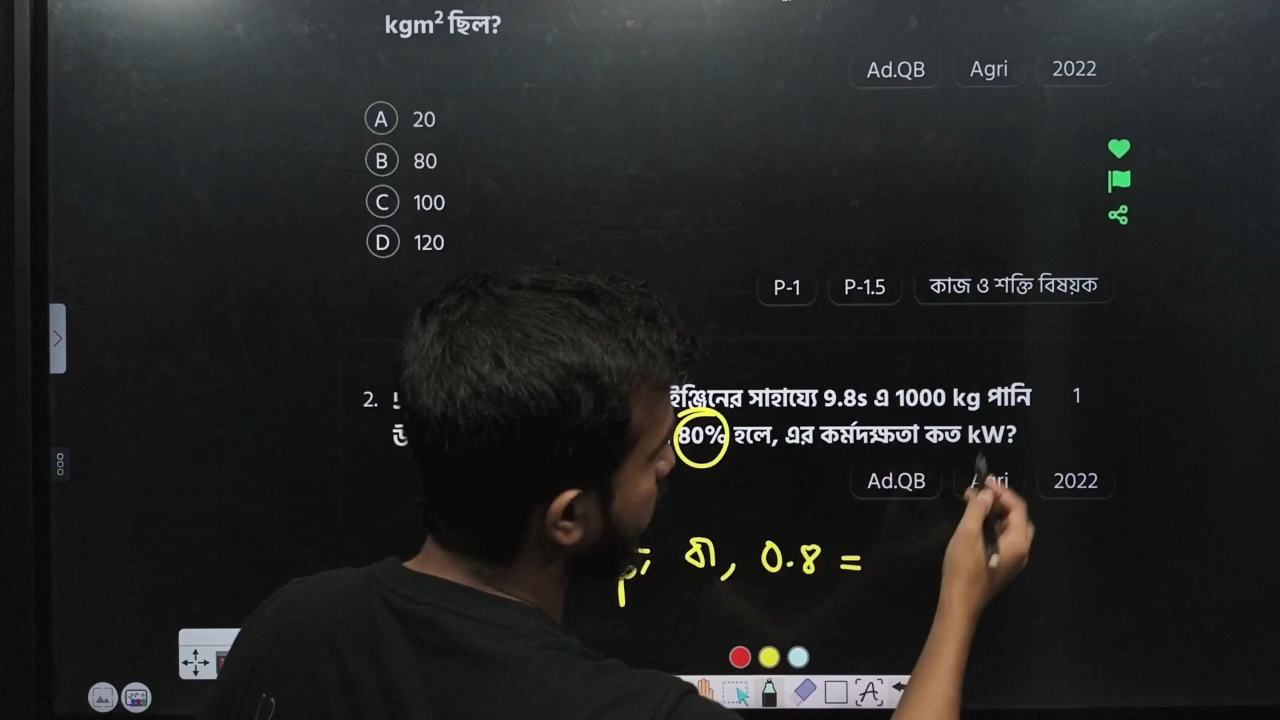 kgm² ছিল?
Ad.QB Agri 2022
A 20
B 80
C 100
D 120
P-1 P-1.5 কাজ ও শক্তি বিষয়ক
2. ইঞ্জিনের সাহায্যে 9.8s এ 1000 kg পানি 1
80% হলে, এর কর্মদক্ষতা কত kW?
Ad.QB Agri 2022
বা, 0.8 =